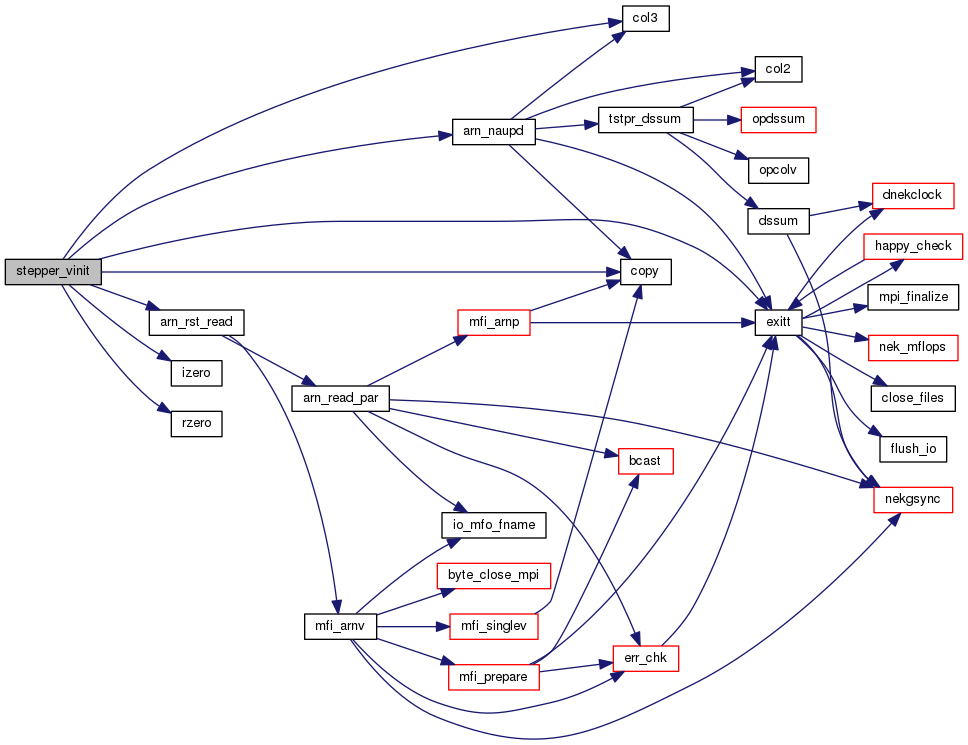 col3
col2
arn_naupd
tstpr_dssum
opdssum
opcolv
dnekclock
dssum
happy_check
stepper_vinit
copy
mpi_finalize
arn_rst_read
mfi_arnp
exitt
nek_mflops
izero
arn_read_par
close_files
rzero
flush_io
bcast
nekgsync
io_mfo_fname
byte_close_mpi
mfi_arnv
mfi_singlev
err_chk
mfi_prepare